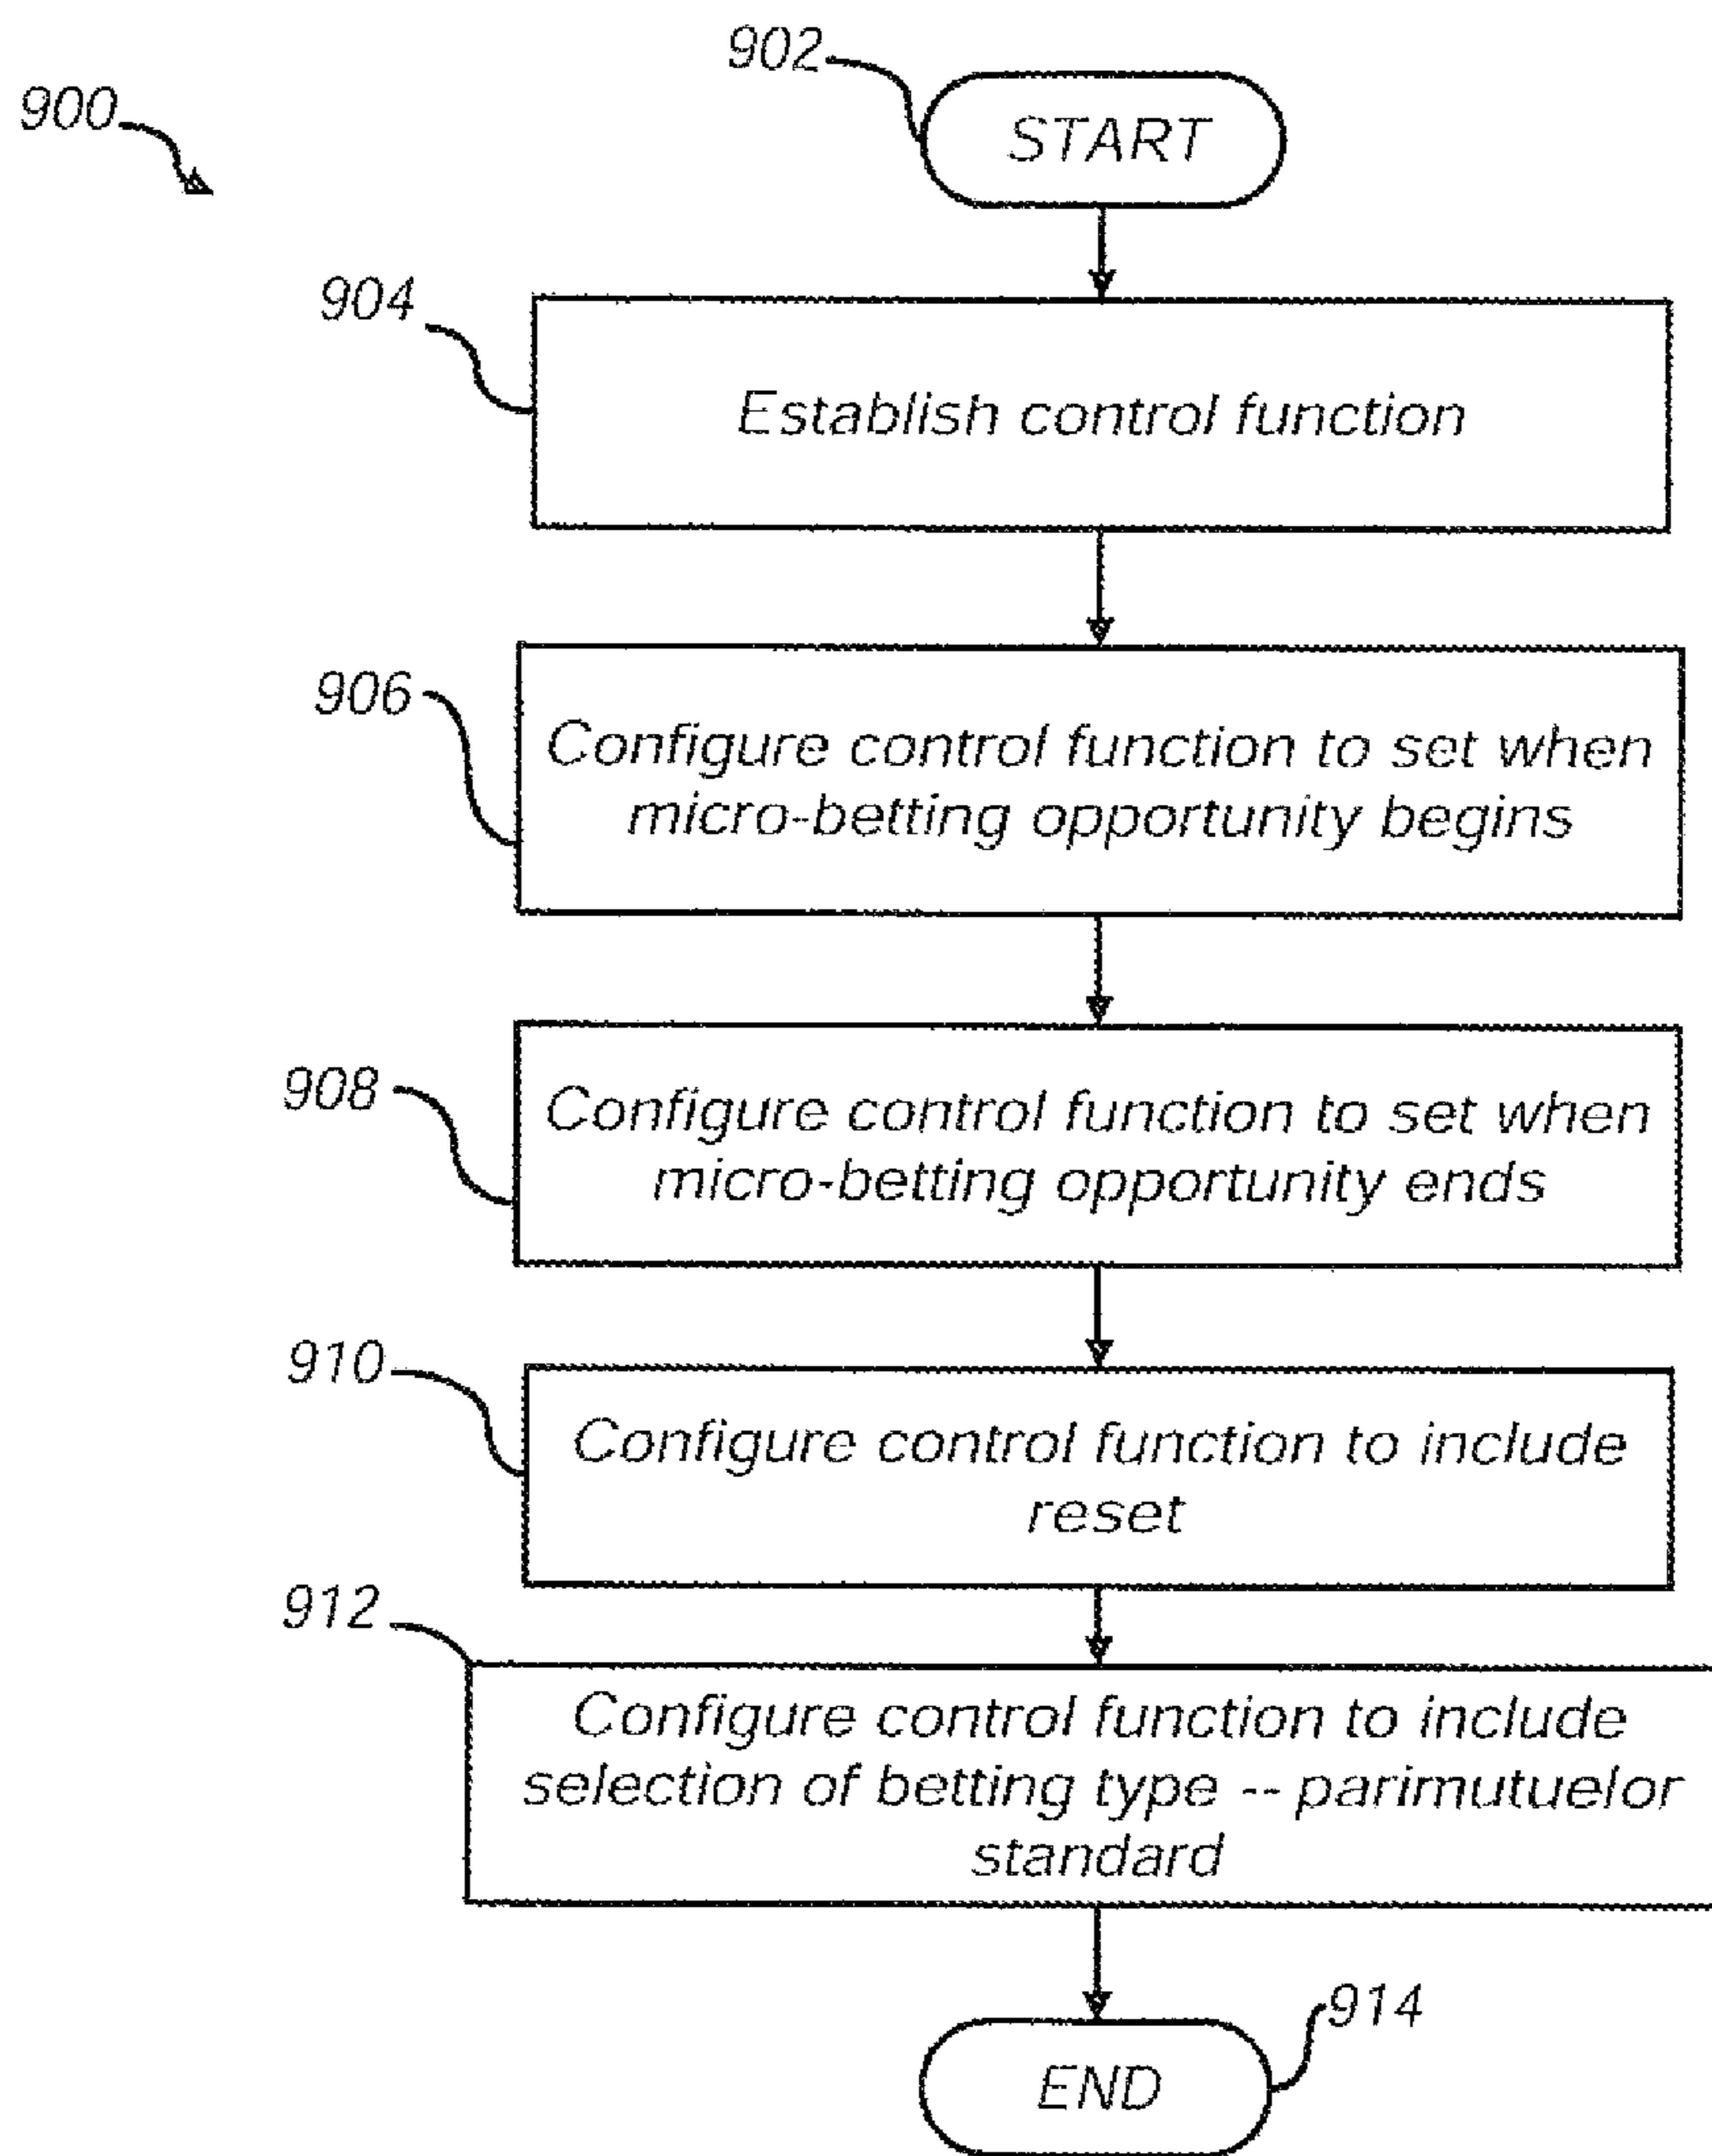 902
900
START
904
Establish control function
906
Configure control function to set when
micro-betting opportunity begins
908
Configure control function to set when
micro-betting opportunity ends
910
Configure control function to include
reset
912
Configure control function to include
selection of betting type -- parimutuelor
standard
914
END